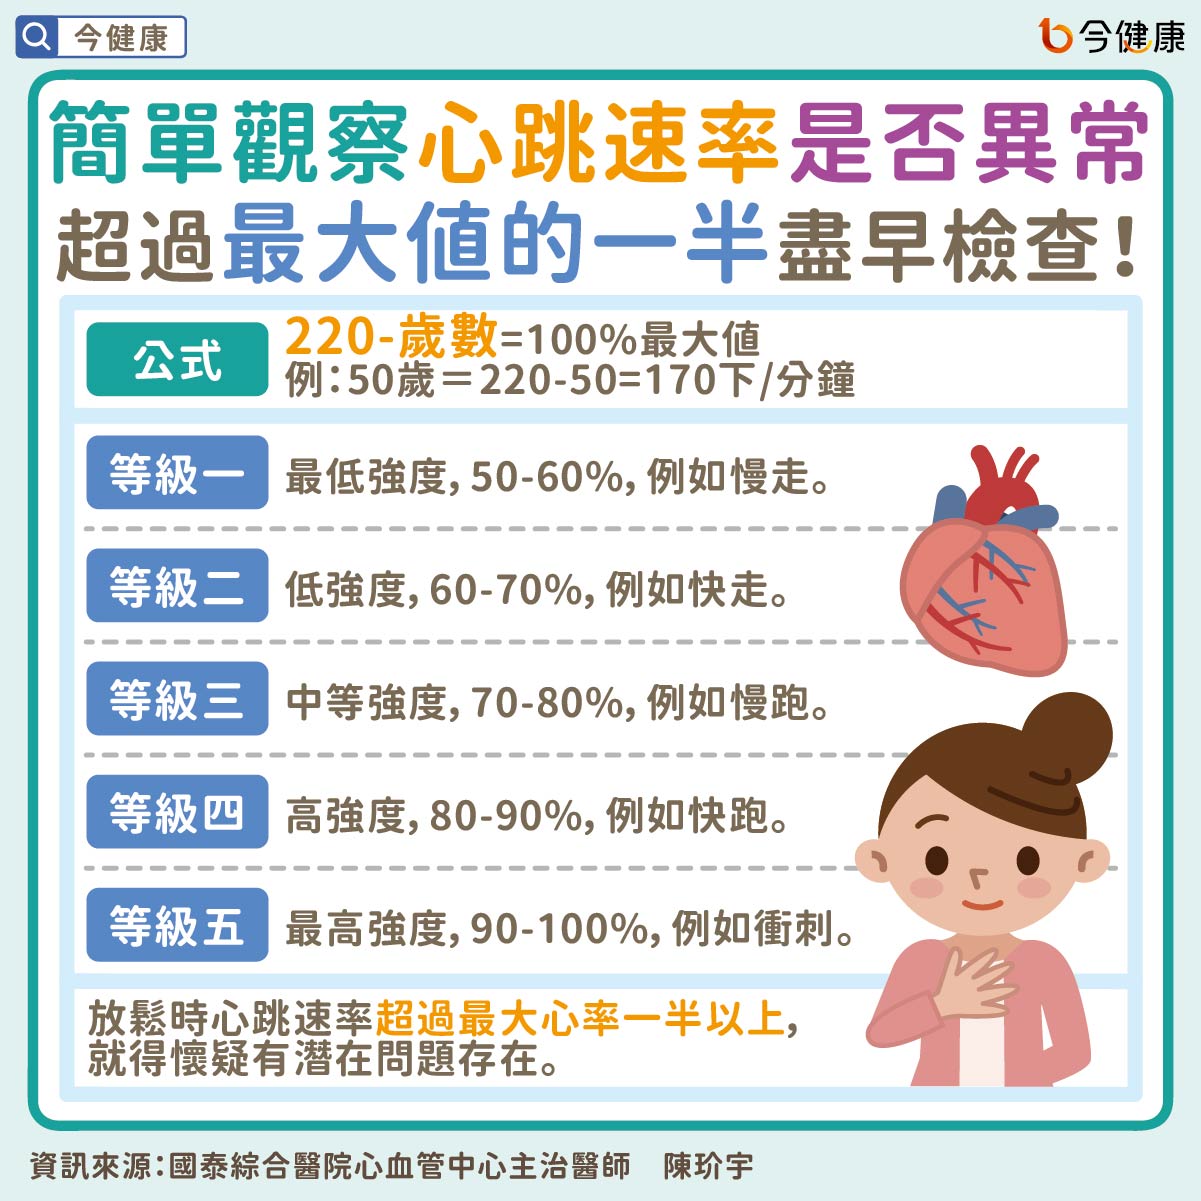 今健康
今健康
簡單觀察心跳速率是否異常
超過最大值的一半盡早檢查！
公式
220-歲數=100%最大值
例：50歲＝220-50=170下/分鐘
等級一
最低強度，50-60%，例如慢走。
等級二
低強度，60-70%，例如快走。
等級三
中等強度，70-80%，例如慢跑。
等級四
高強度，80-90%，例如快跑。
等級五
最高強度，90-100%，例如衝刺。
放鬆時心跳速率超過最大心率一半以上，
就得懷疑有潛在問題存在。
資訊來源：國泰綜合醫院心血管中心主治醫師　陳玠宇